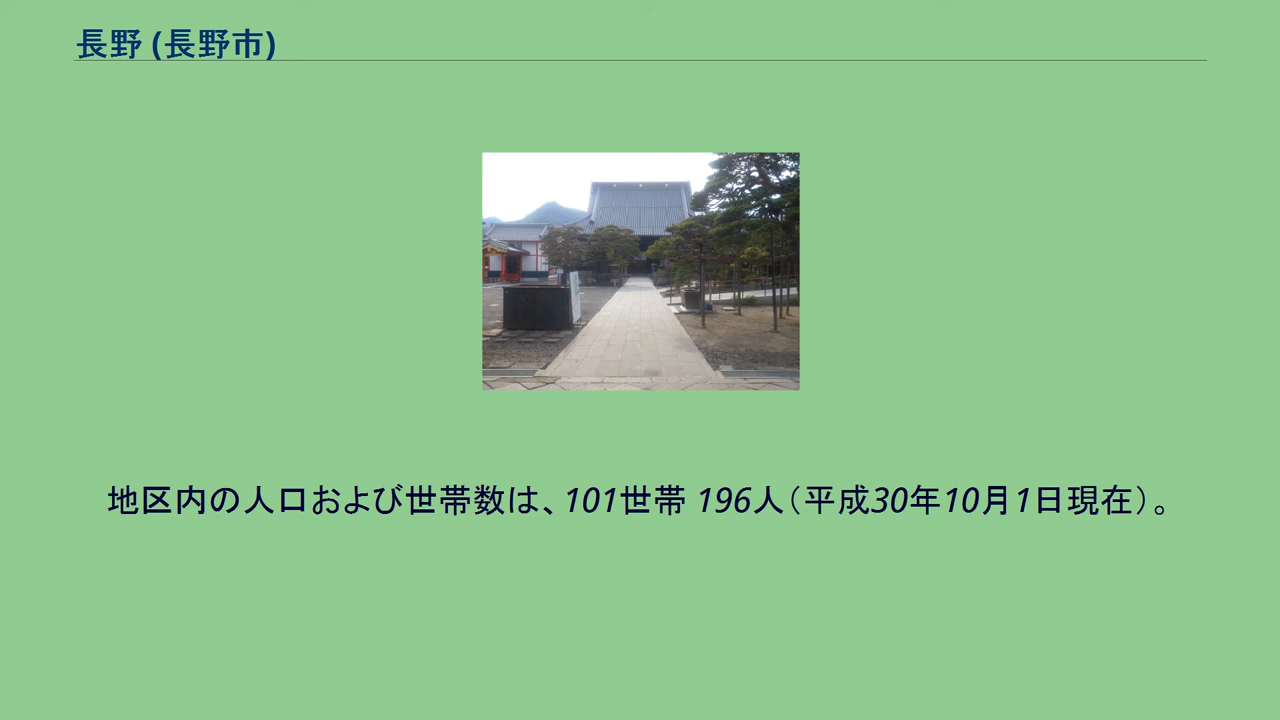 長野 (長野市)
地区内の人口および世帯数は、101世帯 196人（平成30年10月1日現在）。